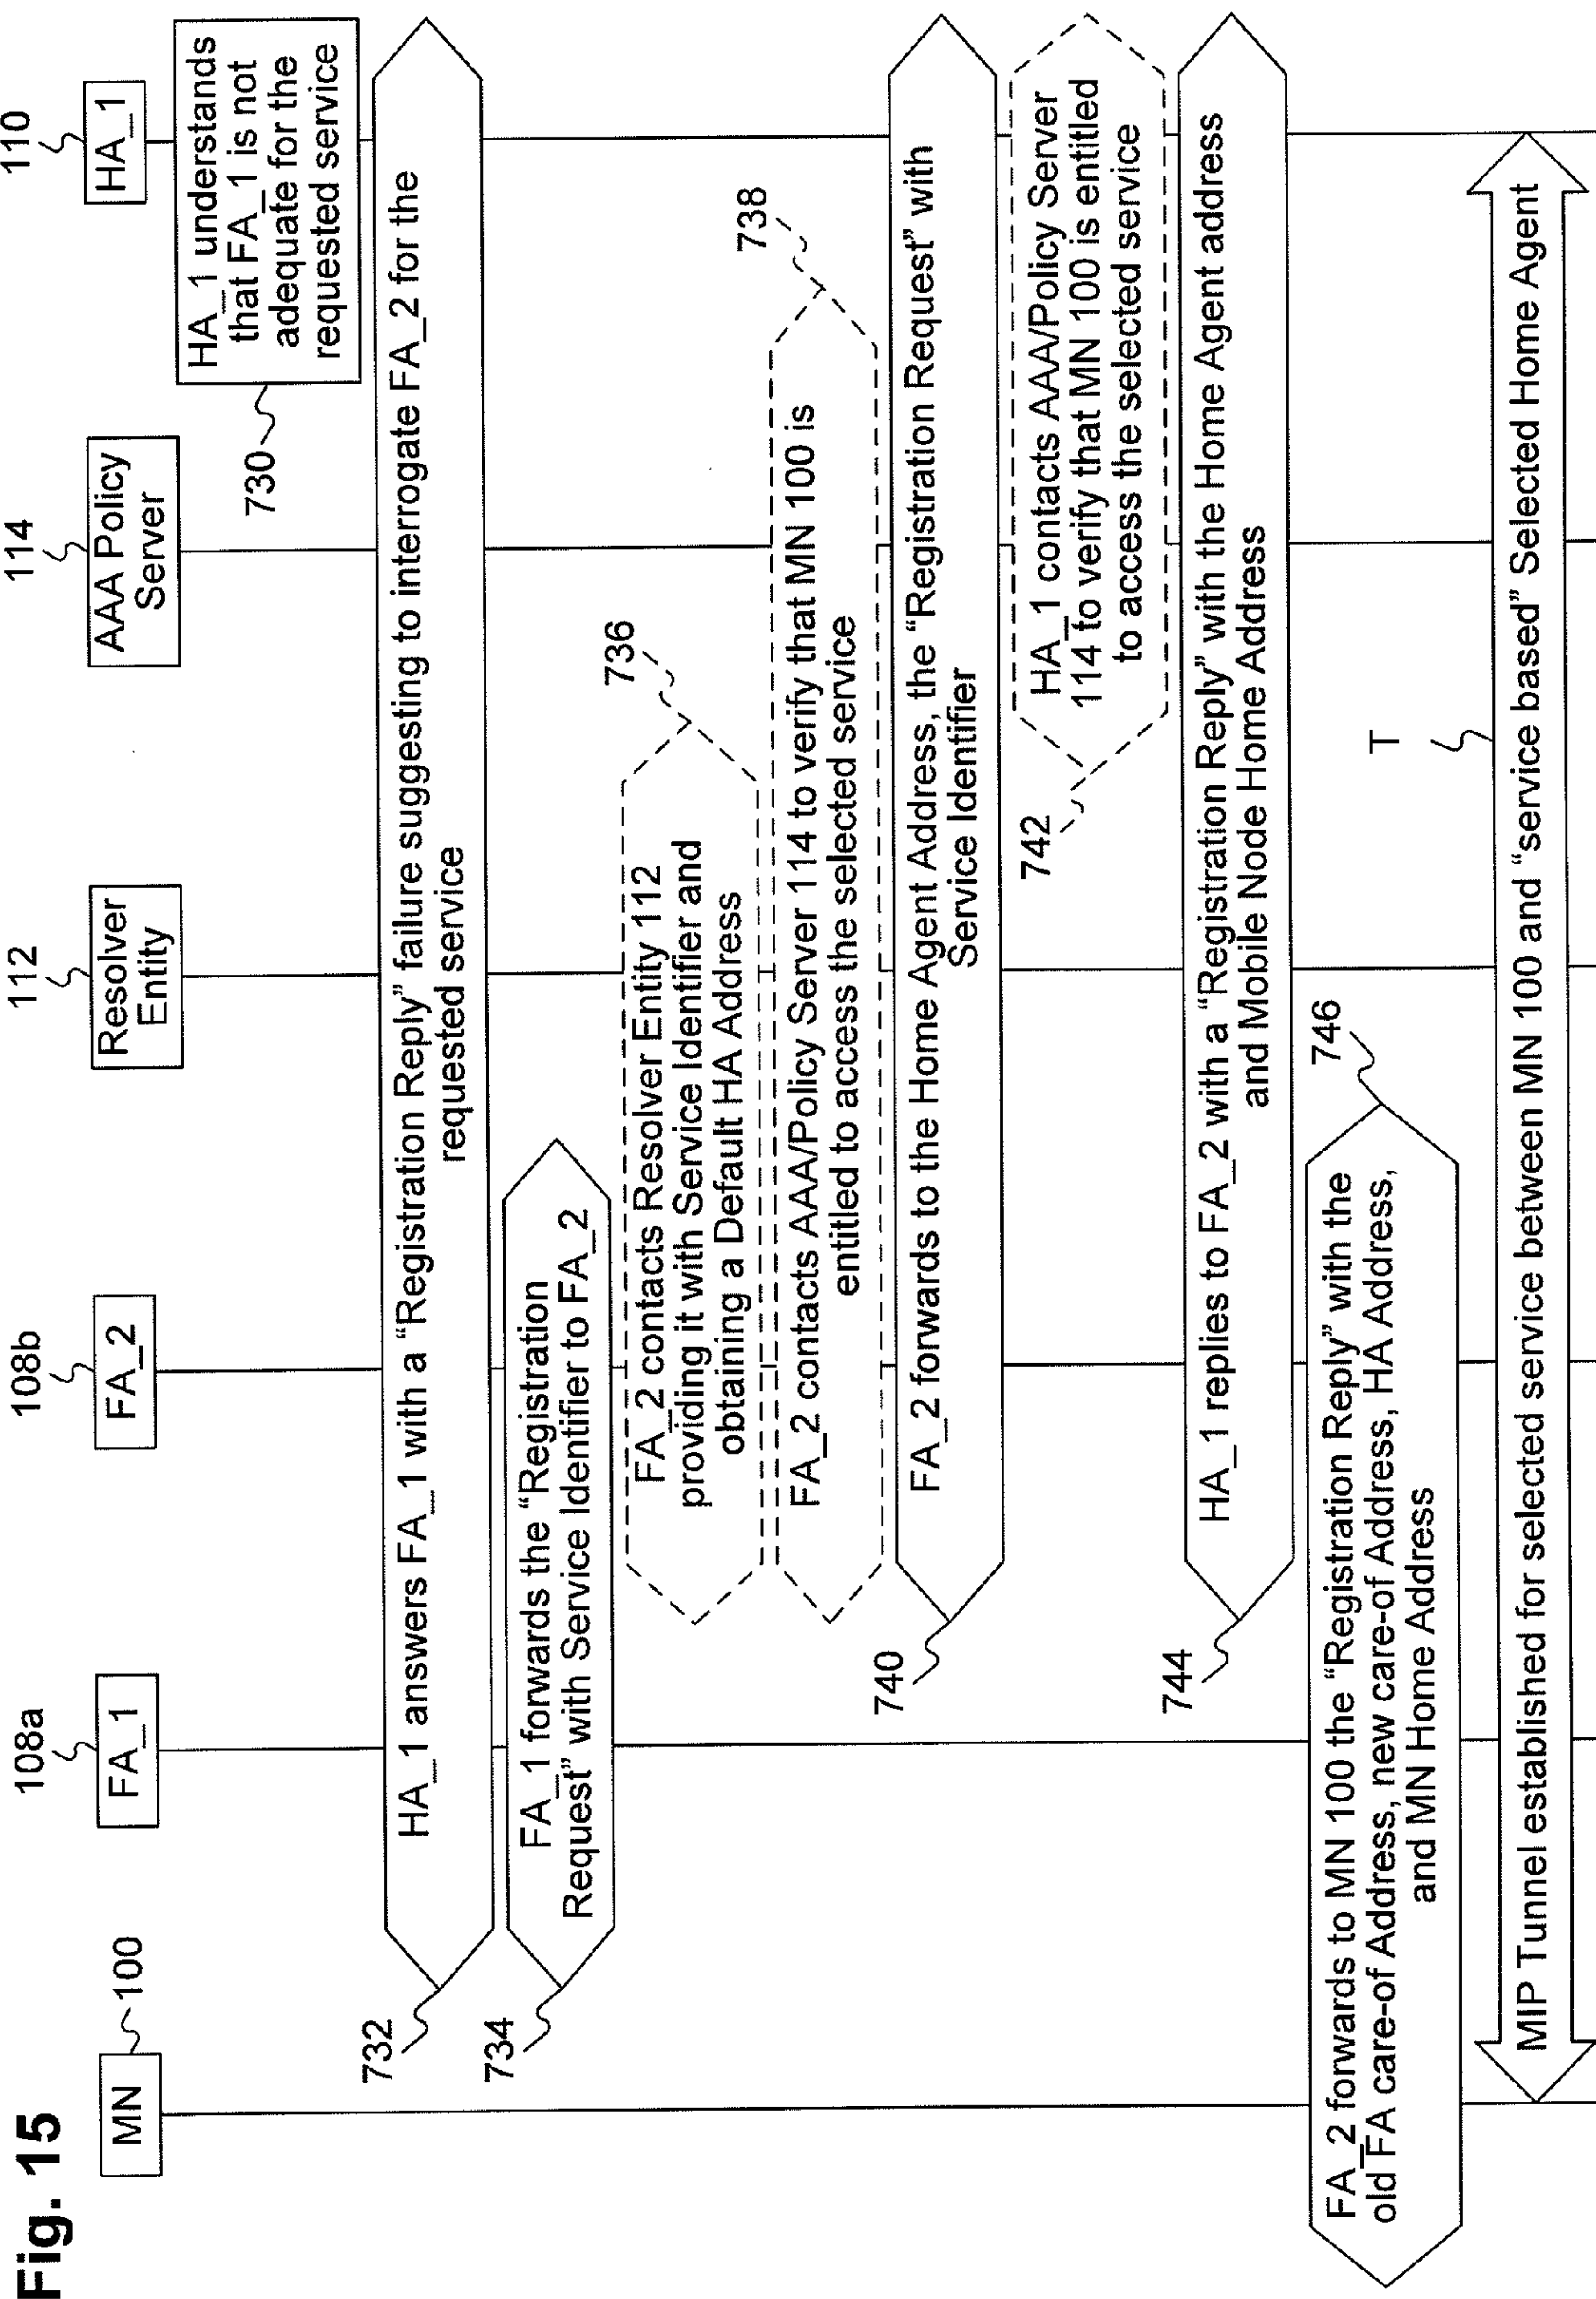 Fig. 15
MN
100
108a
FA_1
108b
FA_2
112
Resolver
Entity
114
AAA Policy
Server
110
HA_1
HA_1 understands
that FA_1 is not
adequate for the
requested service
730
HA_1 answers FA_1 with a “Registration Reply” failure suggesting to interrogate FA_2 for the
requested service
732
FA_1 forwards the “Registration
Request” with Service Identifier to FA_2
734
FA_2 contacts Resolver Entity 112
providing it with Service Identifier and
obtaining a Default HA Address
736
FA_2 contacts AAA/Policy Server 114 to verify that MN 100 is
entitled to access the selected service
738
FA_2 forwards to the Home Agent Address, the “Registration Request” with
Service Identifier
740
HA_1 contacts AAA/Policy Server
114 to verify that MN 100 is entitled
to access the selected service
742
HA_1 replies to FA_2 with a “Registration Reply” with the Home Agent address
and Mobile Node Home Address
744
FA_2 forwards to MN 100 the “Registration Reply” with the
old FA care-of Address, new care-of Address, HA Address,
and MN Home Address
746
T
MIP Tunnel established for selected service between MN 100 and “service based” Selected Home Agent